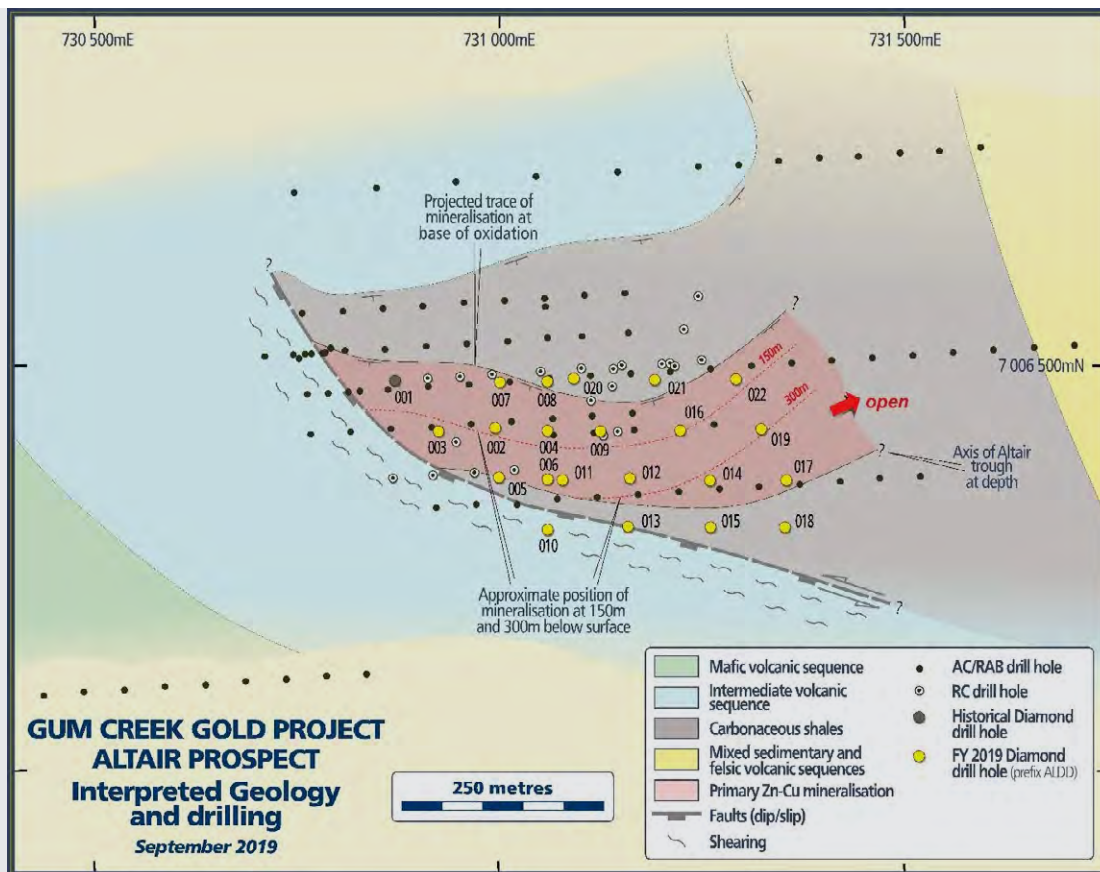 730 500mE
731 000mE
731 500mE
Projected trace of
mineralisation at
base of oxidation
?
?
150m
7 006 500mN
300m
020
021
022
001
007
008
016
open
003
002
004
009
019
?
Axis of Altair
trough
at depth
006
011
012
014
017
005
010
013
015
018
?
Approximate position of
mineralisation at 150m
and 300m below surface
GUM CREEK GOLD PROJECT
ALTAIR PROSPECT
Interpreted Geology
and drilling
September 2019
250 metres
Mafic volcanic sequence
Intermediate volcanic
sequence
Carbonaceous shales
Mixed sedimentary and
felsic volcanic sequences
Primary Zn-Cu mineralisation
Faults (dip/slip)
Shearing
AC/RAB drill hole
RC drill hole
Historical Diamond
drill hole
FY 2019 Diamond
drill hole (prefix ALDD)